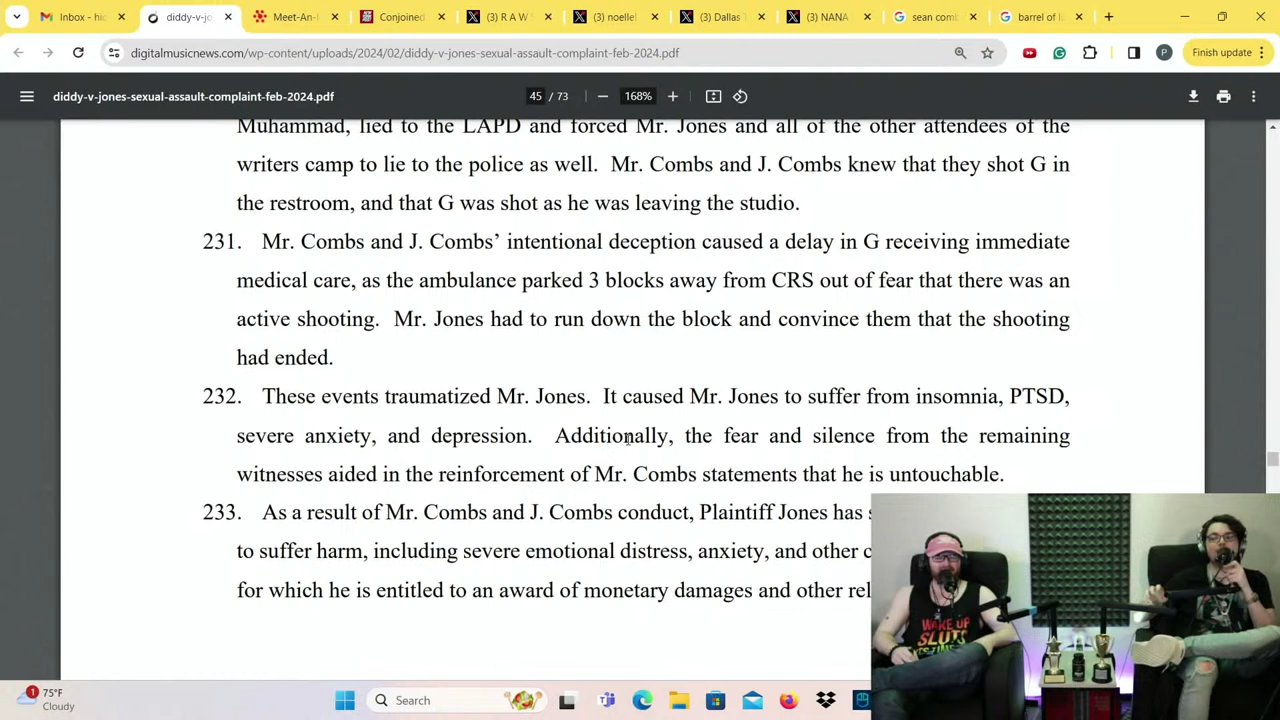 Inbox - hic
diddy-v-jo
Meet-An-I
Conjoined
(3) R A W
(3) noelle
(3) Dallas T
(3) NANA
sean comb
barrel of l
digitalmusicnews.com/wp-content/uploads/2024/02/diddy-v-jones-sexual-assault-complaint-feb-2024.pdf
P
Finish update
diddy-v-jones-sexual-assault-complaint-feb-2024.pdf
45 / 73
168%
Muhammad, lied to the LAPD and forced Mr. Jones and all of the other attendees of the
writers camp to lie to the police as well. Mr. Combs and J. Combs knew that they shot G in
the restroom, and that G was shot as he was leaving the studio.
231. Mr. Combs and J. Combs' intentional deception caused a delay in G receiving immediate
medical care, as the ambulance parked 3 blocks away from CRS out of fear that there was an
active shooting. Mr. Jones had to run down the block and convince them that the shooting
had ended.
232. These events traumatized Mr. Jones. It caused Mr. Jones to suffer from insomnia, PTSD,
severe anxiety, and depression. Additionally, the fear and silence from the remaining
witnesses aided in the reinforcement of Mr. Combs statements that he is untouchable.
233. As a result of Mr. Combs and J. Combs conduct, Plaintiff Jones has s
to suffer harm, including severe emotional distress, anxiety, and other c
for which he is entitled to an award of monetary damages and other rel
WAKE UP
SLUTS
1
75°F
Cloudy
Search